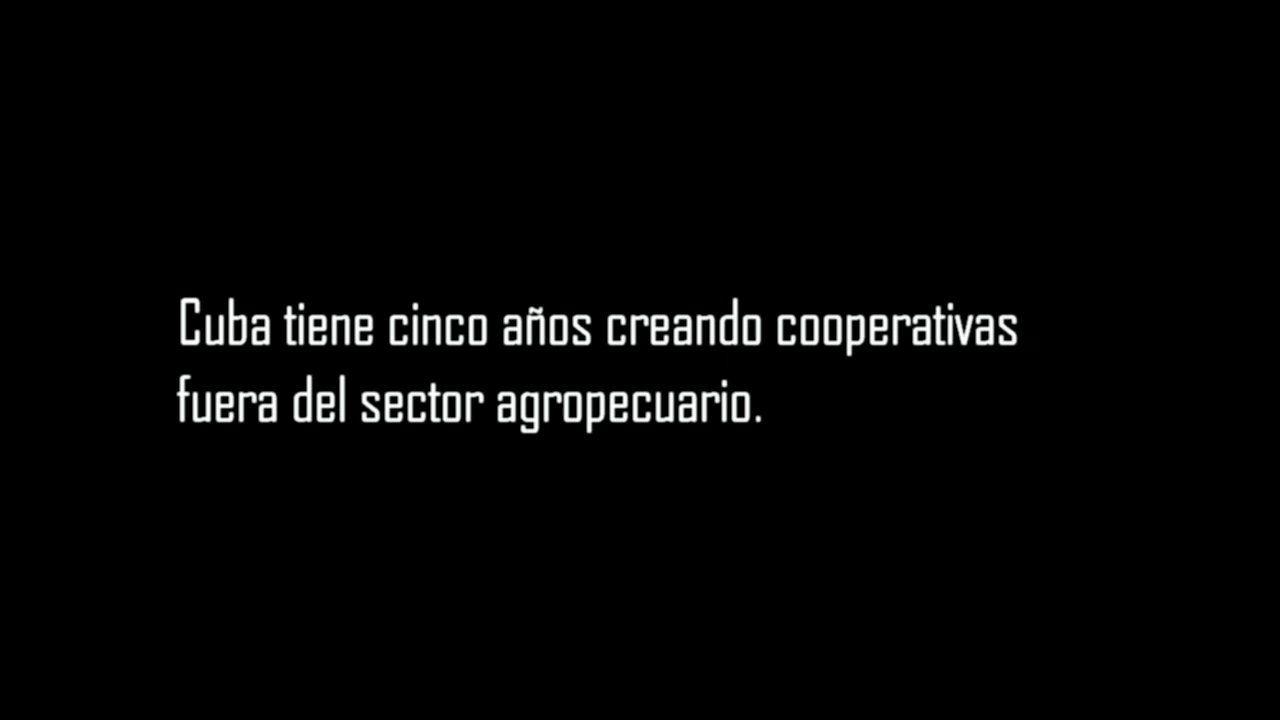 Cuba tiene cinco años creando cooperativas
fuera del sector agropecuario.